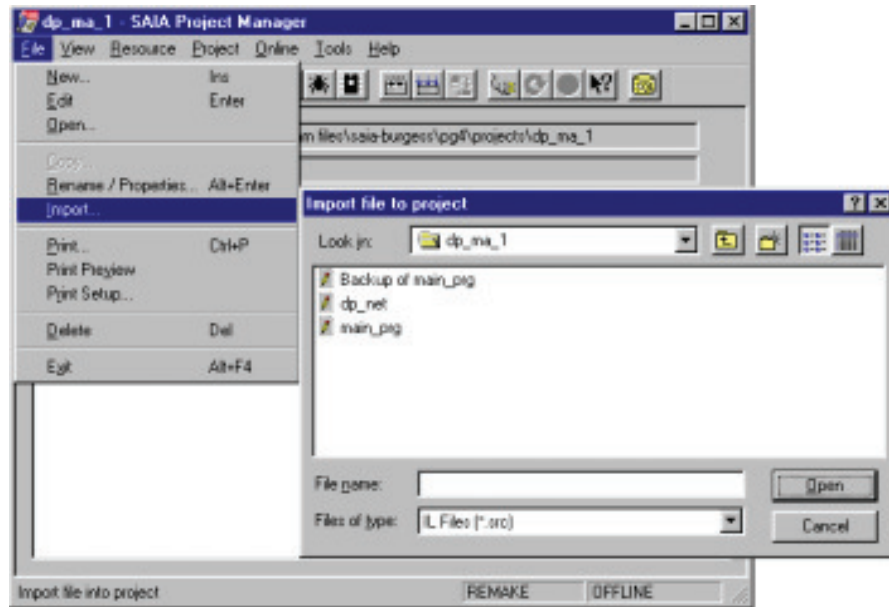 dp_ma_1 - SAIA Project Manager
File View Resource Project Online Tools Help
New... Ins
Edit Enter
Open...
Copy...
Rename / Properties... Alt+Enter
Import...
Print... Ctrl+P
Print Preview
Print Setup...
Delete Del
Exit Alt+F4
m files\saia-burgess\pg4\projects\dp_ma_1
Import file to project
Look in: dp_ma_1
Backup of main_prg
dp_net
main_prg
File name: Open
Files of type: IL Files (*.src) Cancel
Import file into project REMAKE OFFLINE